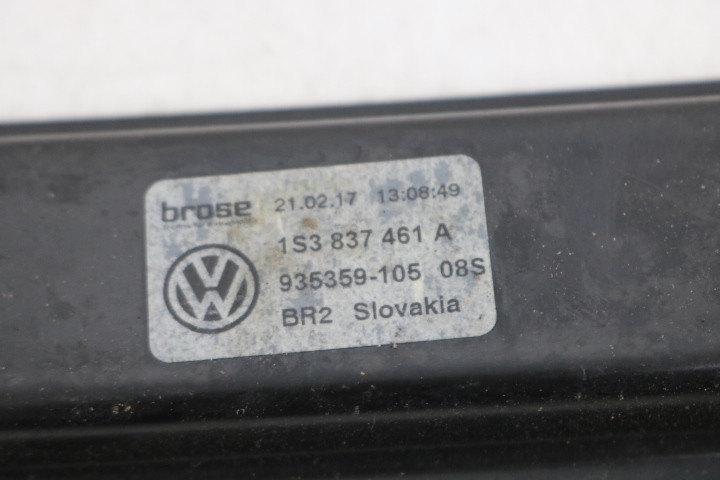 brose 21.02.17 13:08:49
1S3 837 461 A
935359-105 08S
BR2 Slovakia